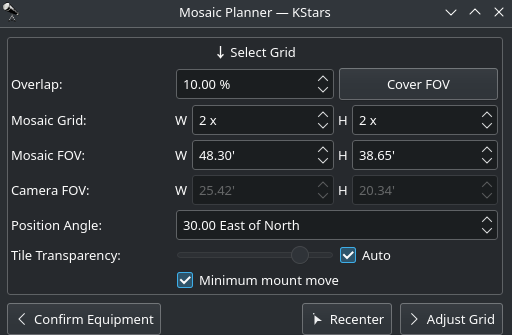 Mosaic Planner — KStars
↓ Select Grid
Overlap: 10.00 % Cover FOV
Mosaic Grid: W 2 x H 2 x
Mosaic FOV: W 48.30' H 38.65'
Camera FOV: W 25.42' H 20.34'
Position Angle: 30.00 East of North
Tile Transparency: Auto
Minimum mount move
Confirm Equipment Recenter Adjust Grid